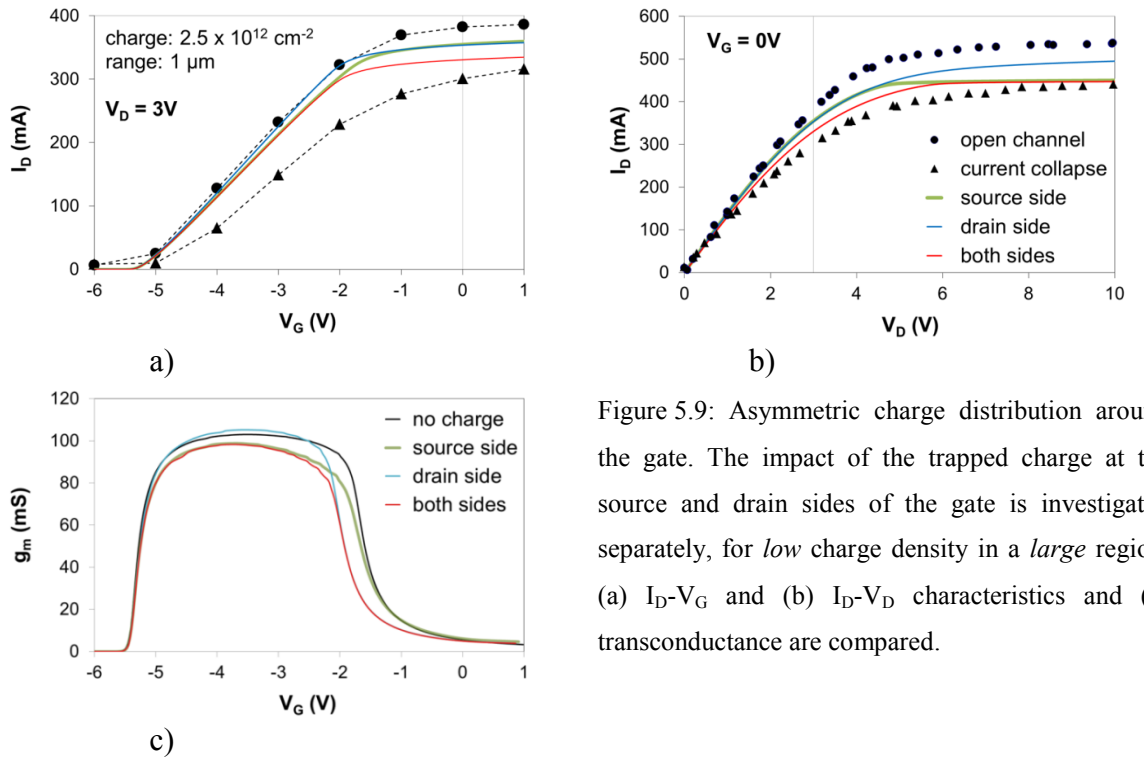 400
300
200
100
0
I_D (mA)
charge: 2.5 x 10¹² cm⁻²
range: 1 µm
V_D = 3V
-6 -5 -4 -3 -2 -1 0 1
V_G (V)
a)
600
500
400
300
200
100
0
I_D (mA)
V_G = 0V
open channel
current collapse
source side
drain side
both sides
0 2 4 6 8 10
V_D (V)
b)
120
100
80
60
40
20
0
g_m (mS)
no charge
source side
drain side
both sides
-6 -5 -4 -3 -2 -1 0 1
V_G (V)
c)
Figure 5.9: Asymmetric charge distribution
the gate. The impact of the trapped charge at
source and drain sides of the gate is
separately, for low charge density in a large
(a) I_D-V_G and (b) I_D-V_D characteristics and
transconductance are compared.